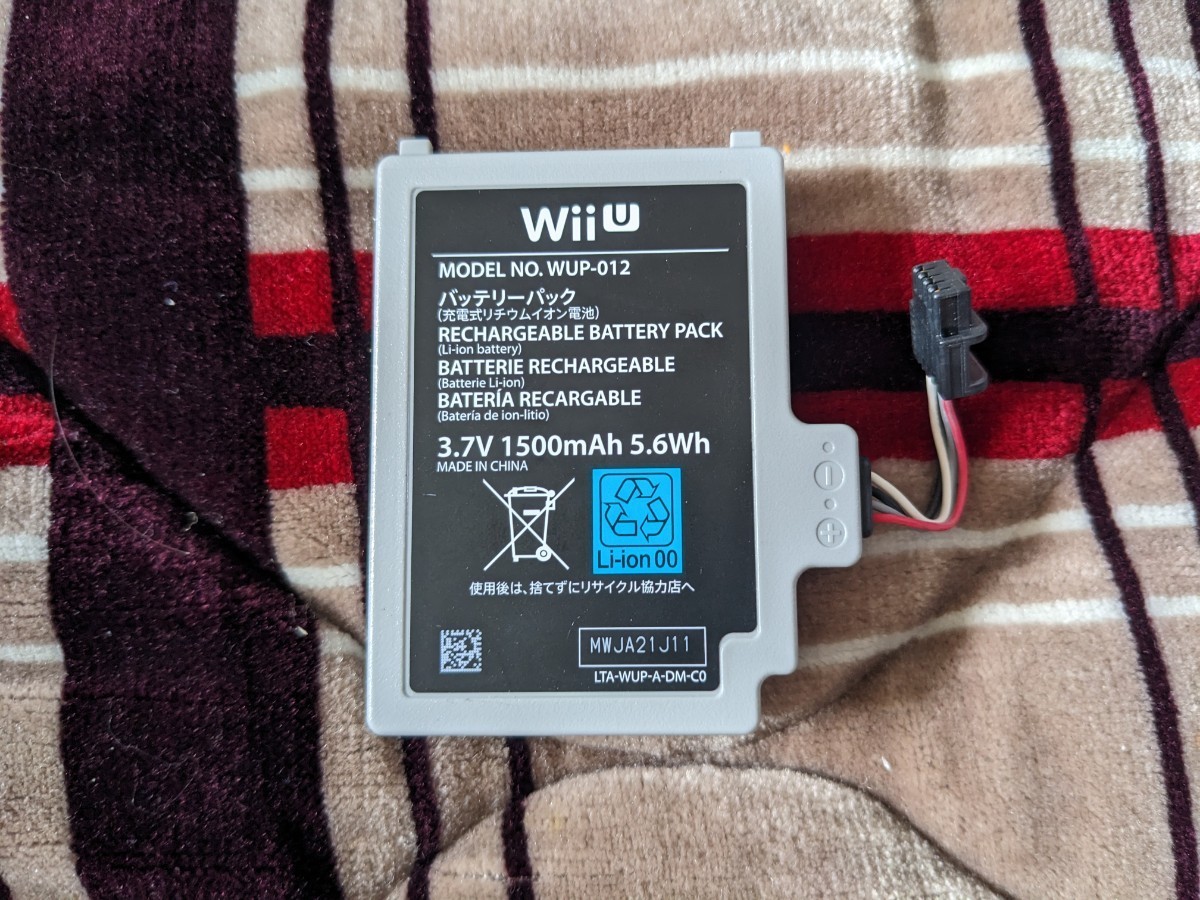 Wii U
MODEL NO. WUP-012
バッテリーパック
(充電式リチウムイオン電池)
RECHARGEABLE BATTERY PACK
(Li-ion battery)
BATTERIE RECHARGEABLE
(Batterie Li-ion)
BATERÍA RECARGABLE
(Batería de ion-litio)
3.7V 1500mAh 5.6Wh
MADE IN CHINA
Li-ion 00
使用後は、捨てずにリサイクル協力店へ
MWJA21J11
LTA-WUP-A-DM-C0